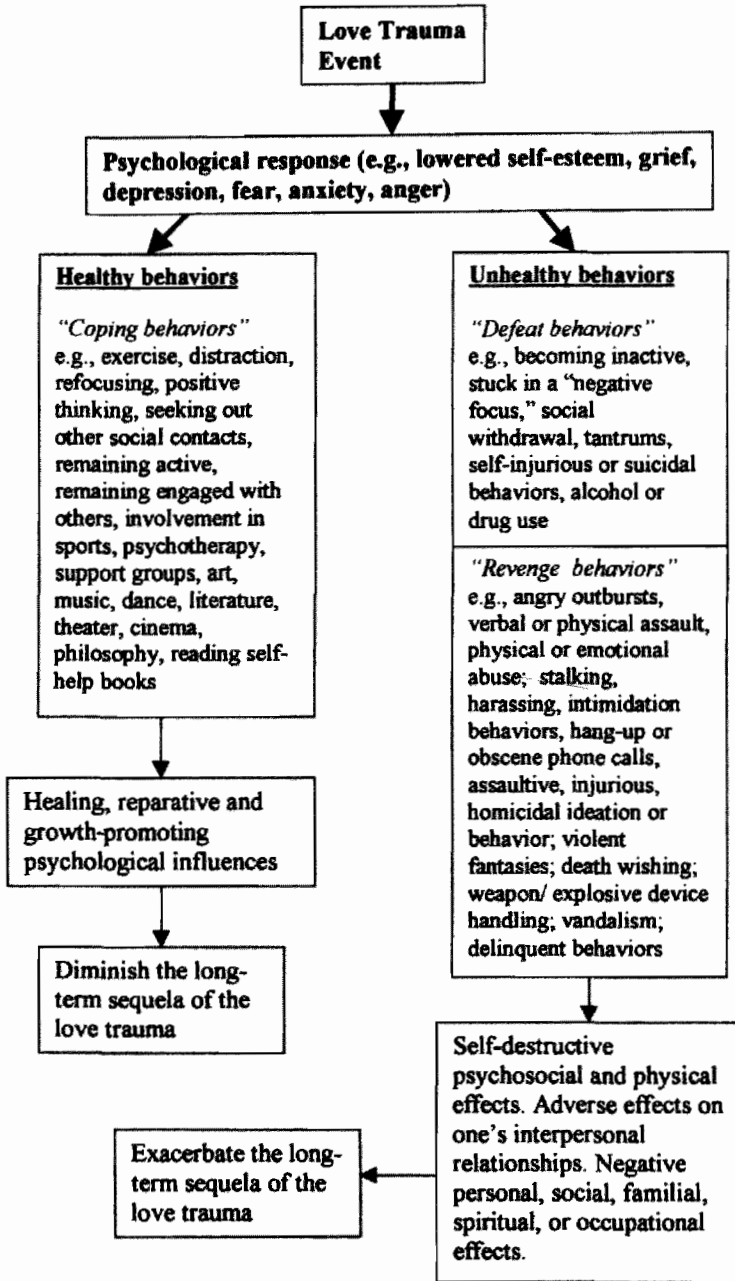 Love Trauma
Event
Psychological response (e.g., lowered self-esteem, grief,
depression, fear, anxiety, anger)
Healthy behaviors
"Coping behaviors"
e.g., exercise, distraction,
refocusing, positive
thinking, seeking out
other social contacts,
remaining active,
remaining engaged with
others, involvement in
sports, psychotherapy,
support groups, art,
music, dance, literature,
theater, cinema,
philosophy, reading self-
help books
Healing, reparative and
growth-promoting
psychological influences
Diminish the long-
term sequela of the
love trauma
Unhealthy behaviors
"Defeat behaviors"
e.g., becoming inactive,
stuck in a "negative
focus," social
withdrawal, tantrums,
self-injurious or suicidal
behaviors, alcohol or
drug use
"Revenge behaviors"
e.g., angry outbursts,
verbal or physical assault,
physical or emotional
abuse; stalking,
harassing, intimidation
behaviors, hang-up or
obscene phone calls,
assaultive, injurious,
homicidal ideation or
behavior; violent
fantasies; death wishing;
weapon/ explosive device
handling; vandalism;
delinquent behaviors
Self-destructive
psychosocial and physical
effects. Adverse effects on
one's interpersonal
relationships. Negative
personal, social, familial,
spiritual, or occupational
effects.
Exacerbate the long-
term sequela of the
love trauma